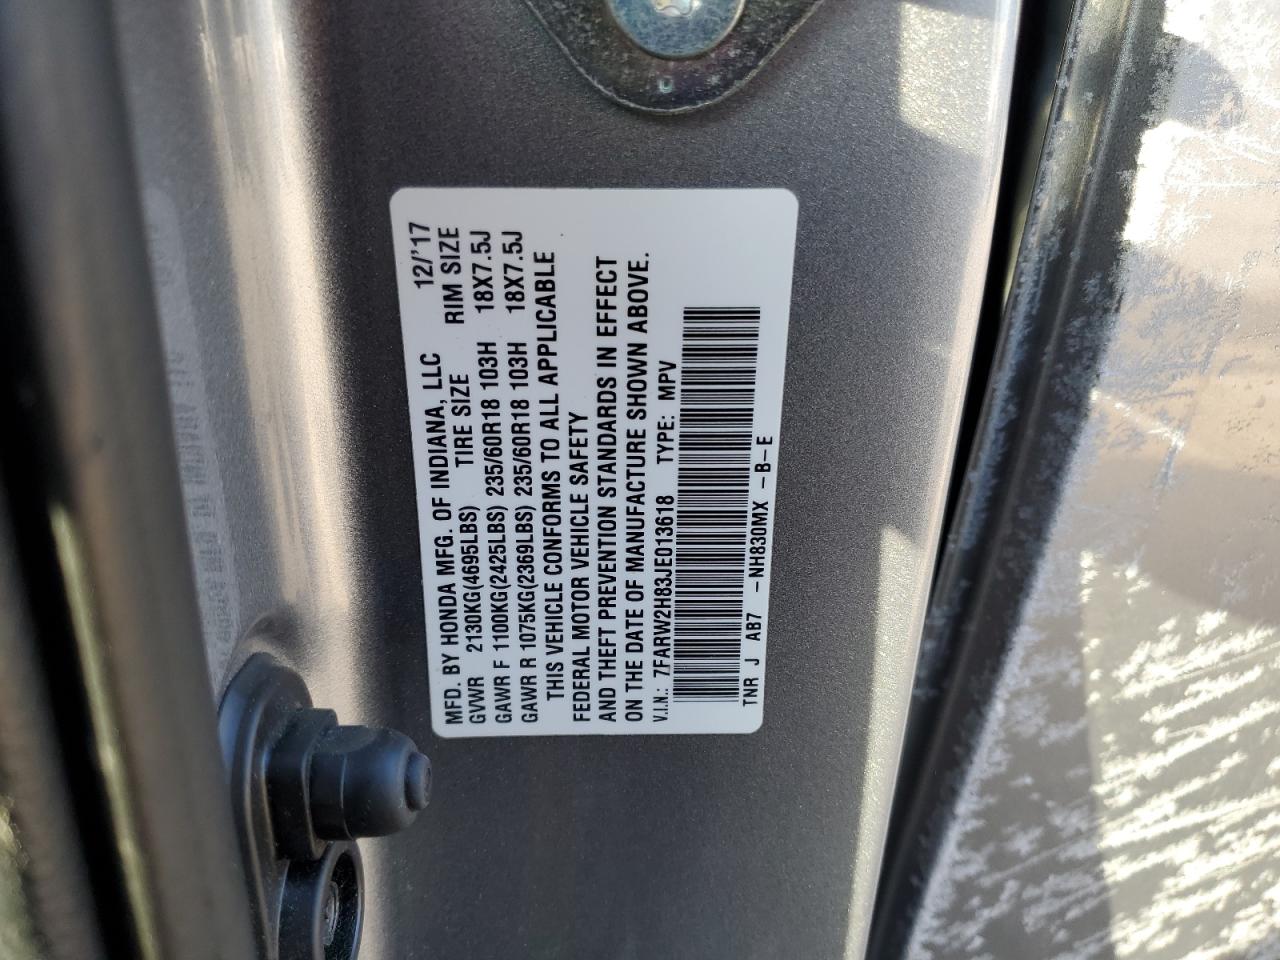 MFD. BY HONDA MFG. OF INDIANA, LLC 12/'17
GVWR 2130KG(4695LBS) TIRE SIZE RIM SIZE
GAWR F 1100KG(2425LBS) 235/60R18 103H 18X7.5J
GAWR R 1075KG(2369LBS) 235/60R18 103H 18X7.5J
THIS VEHICLE CONFORMS TO ALL APPLICABLE
FEDERAL MOTOR VEHICLE SAFETY
AND THEFT PREVENTION STANDARDS IN EFFECT
ON THE DATE OF MANUFACTURE SHOWN ABOVE.
V.I.N.: 7FARW2H83JE013618 TYPE: MPV
TNR J AB7 -NH830MX -B-E